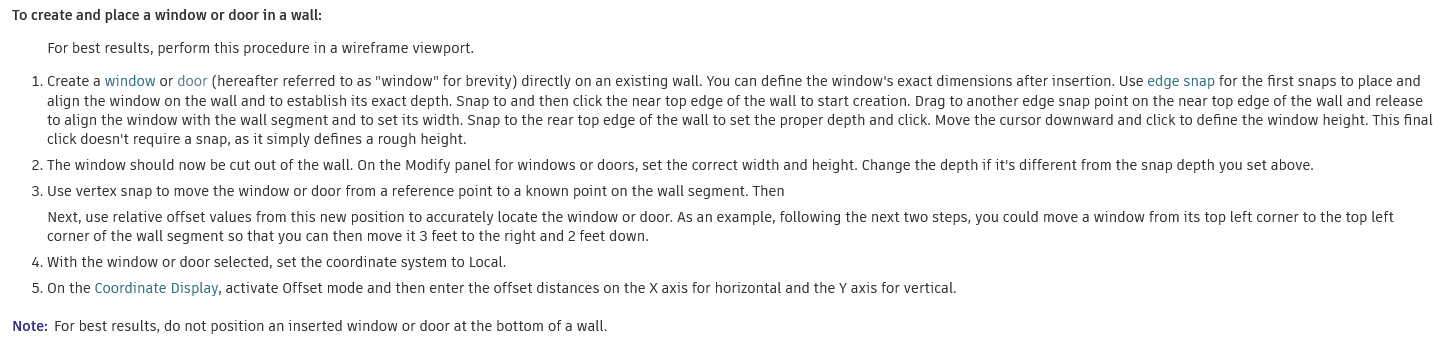 To create and place a window or door in a wall:
For best results, perform this procedure in a wireframe viewport.
1. Create a window or door (hereafter referred to as "window" for brevity) directly on an existing wall. You can define the window's exact dimensions after insertion. Use edge snap for the first snaps to place and
align the window on the wall and to establish its exact depth. Snap to and then click the near top edge of the wall to start creation. Drag to another edge snap point on the near top edge of the wall and release
to align the window with the wall segment and to set its width. Snap to the rear top edge of the wall to set the proper depth and click. Move the cursor downward and click to define the window height. This final
click doesn't require a snap, as it simply defines a rough height.
2. The window should now be cut out of the wall. On the Modify panel for windows or doors, set the correct width and height. Change the depth if it's different from the snap depth you set above.
3. Use vertex snap to move the window or door from a reference point to a known point on the wall segment. Then
Next, use relative offset values from this new position to accurately locate the window or door. As an example, following the next two steps, you could move a window from its top left corner to the top left
corner of the wall segment so that you can then move it 3 feet to the right and 2 feet down.
4. With the window or door selected, set the coordinate system to Local.
5. On the Coordinate Display, activate Offset mode and then enter the offset distances on the X axis for horizontal and the Y axis for vertical.
Note: For best results, do not position an inserted window or door at the bottom of a wall.